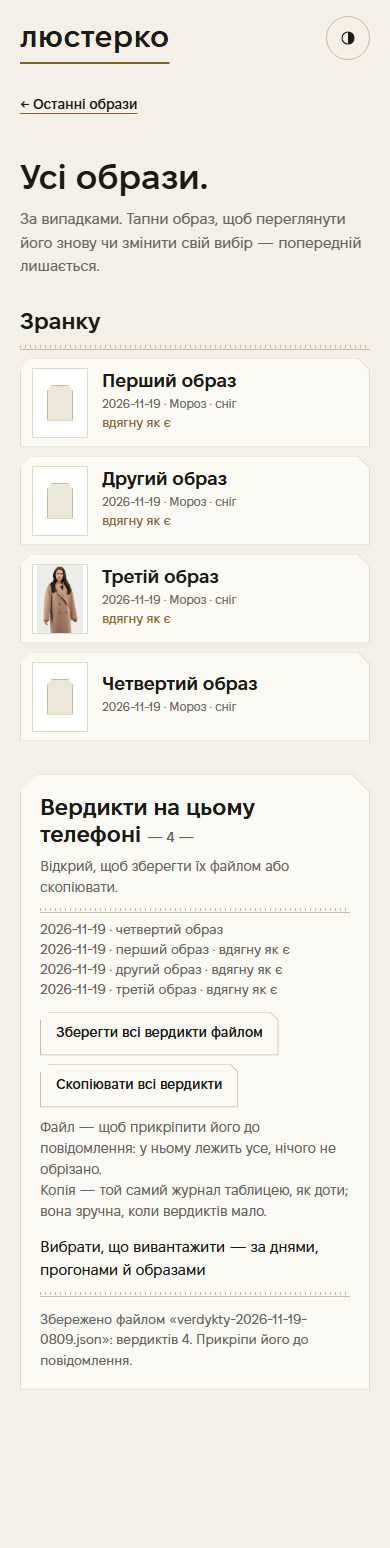 люстерко
← Останні образи
Усі образи.
За випадками. Тапни образ, щоб переглянути
його знову чи змінити свій вибір — попередній
лишається.
Зранку
Перший образ
2026-11-19 · Мороз · сніг
вдягну як є
Другий образ
2026-11-19 · Мороз · сніг
вдягну як є
Третій образ
2026-11-19 · Мороз · сніг
вдягну як є
Четвертий образ
2026-11-19 · Мороз · сніг
Вердикти на цьому
телефоні — 4 —
Відкрий, щоб зберегти їх файлом або
скопіювати.
2026-11-19 · четвертий образ
2026-11-19 · перший образ · вдягну як є
2026-11-19 · другий образ · вдягну як є
2026-11-19 · третій образ · вдягну як є
Зберегти всі вердикти файлом
Скопіювати всі вердикти
Файл — щоб прикріпити його до
повідомлення: у ньому лежить усе, нічого не
обрізано.
Копія — той самий журнал таблицею, як доти;
вона зручна, коли вердиктів мало.
Вибрати, що вивантажити — за днями,
прогонами й образами
Збережено файлом «verdykty-2026-11-19-
0809.json»: вердиктів 4. Прикріпи його до
повідомлення.